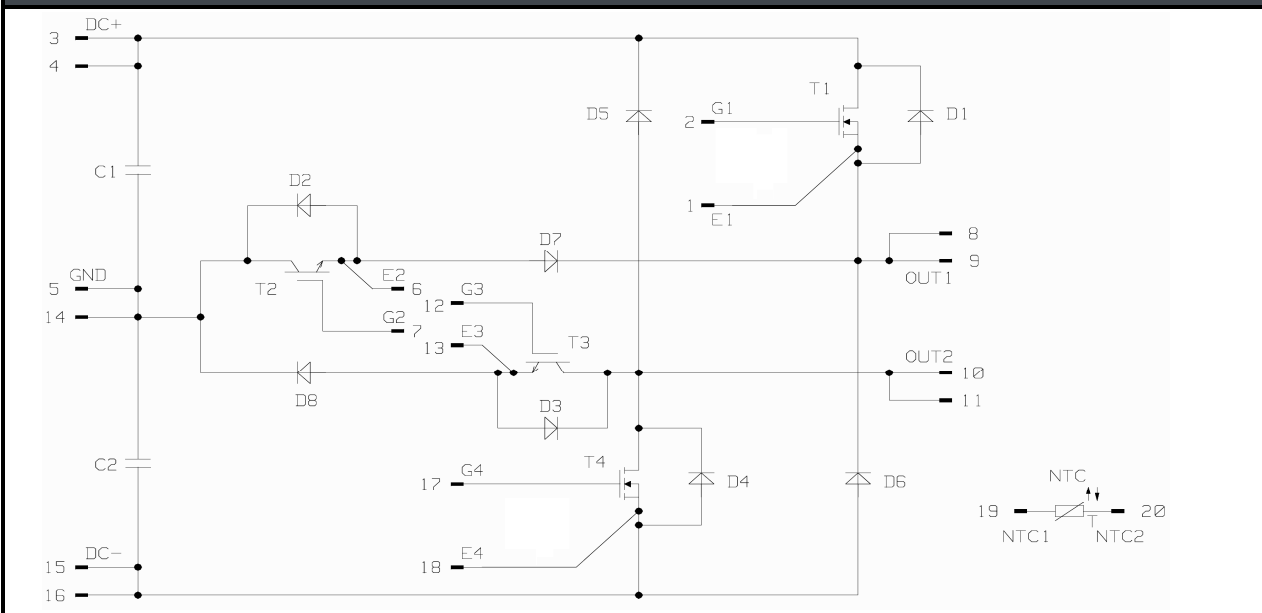 DC+
3
4
T1
D5
G1
2
D1
C1
D2
1
E1
D7
8
9
OUT1
GND
5
T2
E2
6
G3
12
14
G2
7
E3
13
T3
OUT2
10
D8
D3
11
C2
T4
G4
17
D4
D6
NTC
19
20
NTC1
NTC2
DC-
15
E4
18
16